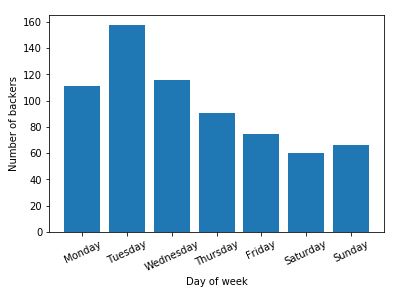 160
140
120
100
80
60
40
20
0
Number of backers
Monday
Tuesday
Wednesday
Thursday
Friday
Saturday
Sunday
Day of week